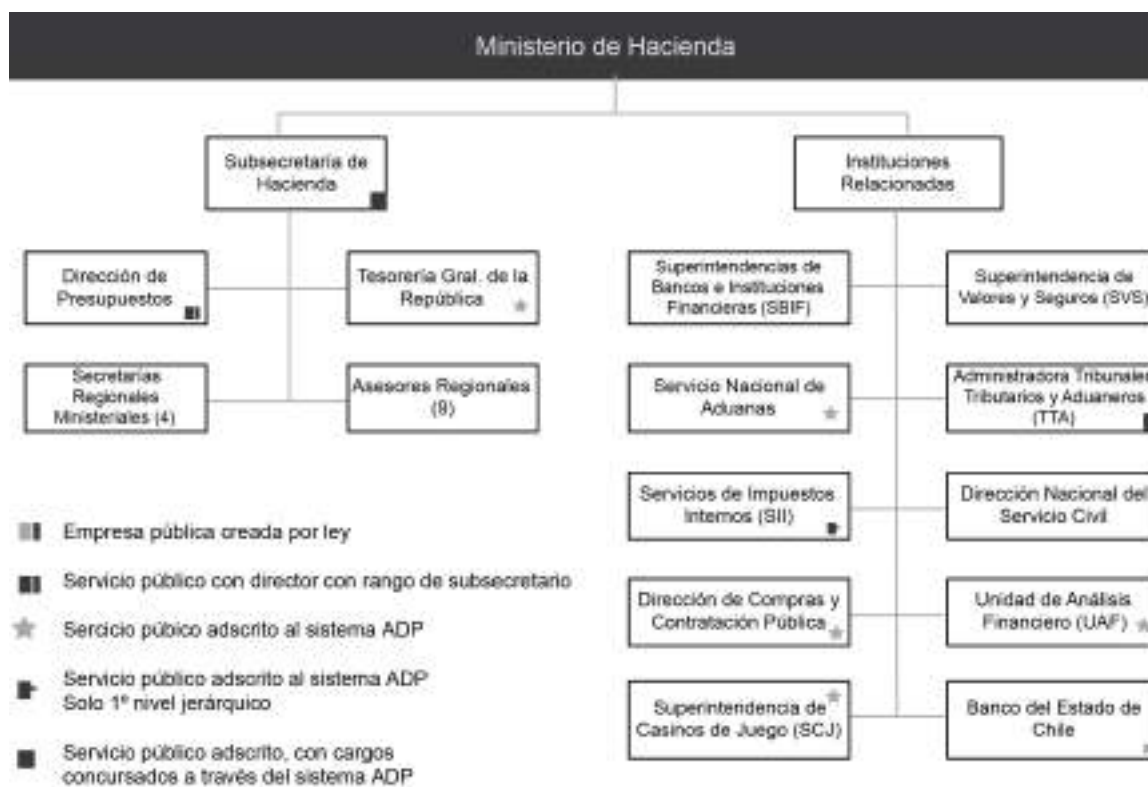 Ministerio de Hacienda
Subsecretaría de
Hacienda
Instituciones
Relacionadas
Dirección de
Presupuestos
Tesorería Gral. de la
República
Superintendencias de
Bancos e Instituciones
Financieras (SBIF)
Superintendencia de
Valores y Seguros (SVS)
Secretarías
Regionales
Ministeriales (4)
Asesores Regionales
(9)
Servicio Nacional de
Aduanas
Administradora Tribunales
Tributarios y Aduaneros
(TTA)
Servicios de Impuestos
Internos (SII)
Dirección Nacional del
Servicio Civil
Dirección de Compras y
Contratación Pública
Unidad de Análisis
Financiero (UAF)
Superintendencia de
Casinos de Juego (SCJ)
Banco del Estado de
Chile
Empresa pública creada por ley
Servicio público con director con rango de subsecretario
Sercicio púbico adscrito al sistema ADP
Servicio público adscrito al sistema ADP
Solo 1º nivel jerárquico
Servicio público adscrito, con cargos
concursados a través del sistema ADP